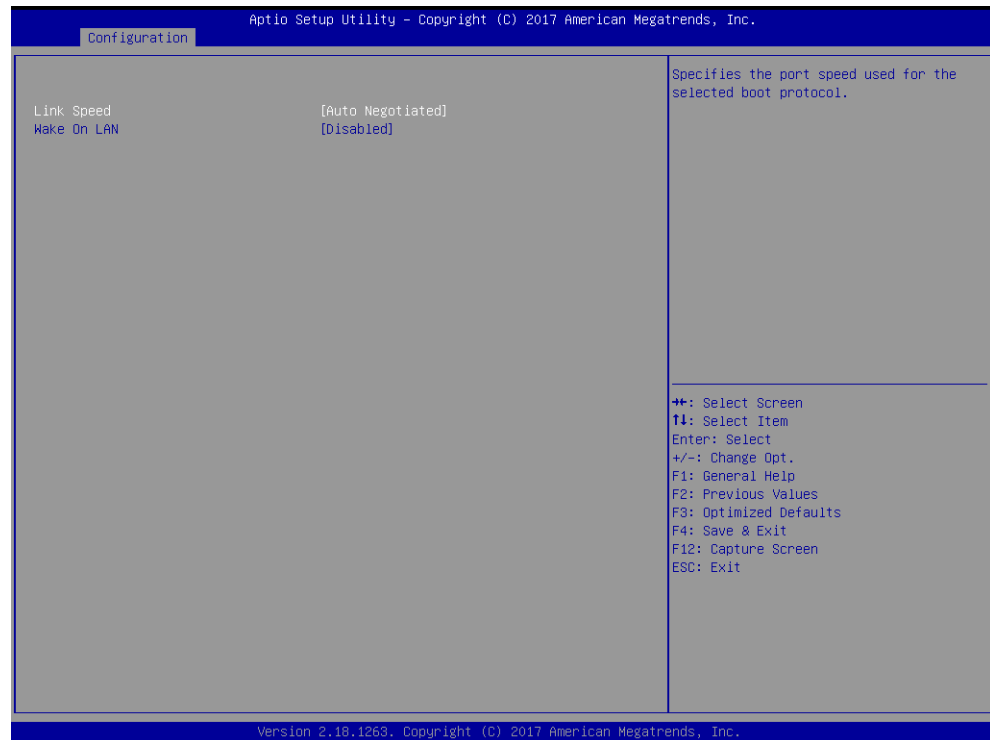 Aptio Setup Utility – Copyright (C) 2017 American Megatrends, Inc.
Configuration
Link Speed [Auto Negotiated]
Wake On LAN [Disabled]
Specifies the port speed used for the
selected boot protocol.
→←: Select Screen
↑↓: Select Item
Enter: Select
+/-: Change Opt.
F1: General Help
F2: Previous Values
F3: Optimized Defaults
F4: Save & Exit
F12: Capture Screen
ESC: Exit
Version 2.18.1263. Copyright (C) 2017 American Megatrends, Inc.